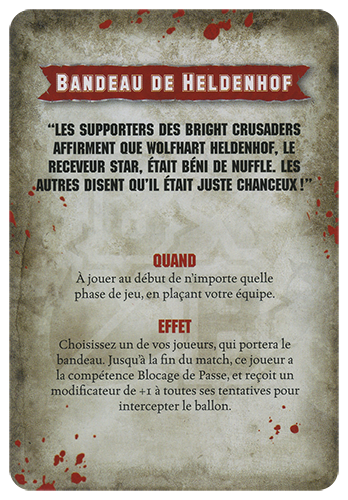 BANDEAU DE HELDENHOF
“LES SUPPORTERS DES BRIGHT CRUSADERS
AFFIRMENT QUE WOLFHART HELDENHOF, LE
RECEVEUR STAR, ÉTAIT BÉNI DE NUFFLE. LES
AUTRES DISENT QU'IL ÉTAIT JUSTE CHANCEUX !”
QUAND
À jouer au début de n'importe quelle
phase de jeu, en plaçant votre équipe.
EFFET
Choisissez un de vos joueurs, qui portera le
bandeau. Jusqu'à la fin du match, ce joueur a
la compétence Blocage de Passe, et reçoit un
modificateur de +1 à toutes ses tentatives pour
intercepter le ballon.